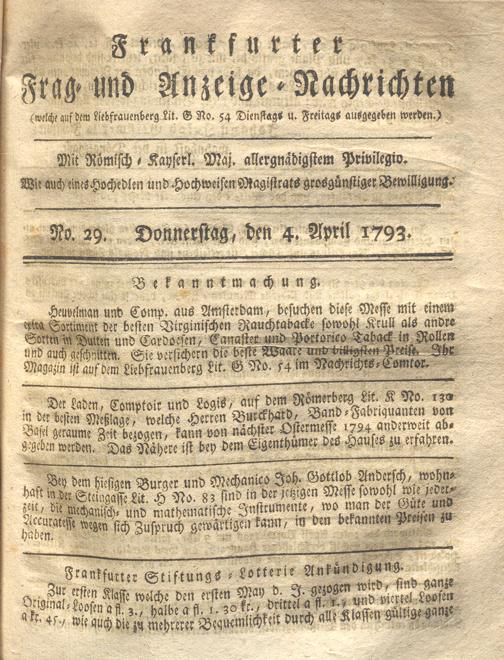 Frankfurter
Frag- und Anzeige-Nachrichten
(welche auf dem Liebfrauenberg Lit. G No. 54 Dienstags u. Freitags ausgegeben werden.)
Mit Römisch-Kayserl. Maj. allergnädigstem Privilegio.
Wie auch eines Hochedlen und Hochweisen Magistrats grosgünstiger Bewilligung.
No. 29. Donnerstag, den 4. April 1793.
Bekanntmachung.
Heuvelman und Comp. aus Amsterdam, besuchen diese Messe mit einem
extra Sortiment der besten Virginischen Rauchtabacke sowohl Krull als andre
Sorten in Dutten und Cardoesen, Canaster und Portorico Taback in Rollen
und auch geschnitten. Sie versichern die beste Waare und billigsten Preise. Ihr
Magazin ist auf dem Liebfrauenberg Lit. G No. 54 im Nachrichts-Comtor.
Der Laden, Comptoir und Logis, auf dem Römerberg Lit. K No. 130
in der besten Meßlage, welche Herren Burckhard, Band-Fabriquanten von
Basel geraume Zeit bezogen, kann von nächster Ostermesse 1794 anderweit ab-
gegeben werden. Das Nähere ist bey dem Eigenthümer des Hauses zu erfahren.
Bey dem hiesigen Burger und Mechanico Joh. Gottlob Andersch, wohn-
haft in der Steingasse Lit. H No. 83 sind in der jetzigen Messe sowohl wie jeder-
zeit, die mechanisch- und mathematische Instrumente, wo man der Güte und
Accuratesse wegen sich Zuspruch gewärtigen kann, in den bekannten Preisen zu
haben.
Frankfurter Stiftungs-Lotterie Ankündigung.
Zur ersten Klasse welche den ersten May d. J. gezogen wird, sind ganze
Original-Loosen a fl. 3., halbe a fl. 1. 30 kr., drittel a fl. 1., und viertel Loosen
a kr. 45., wie auch die zu mehrerer Bequemlichkeit durch alle Klassen gültige ganze